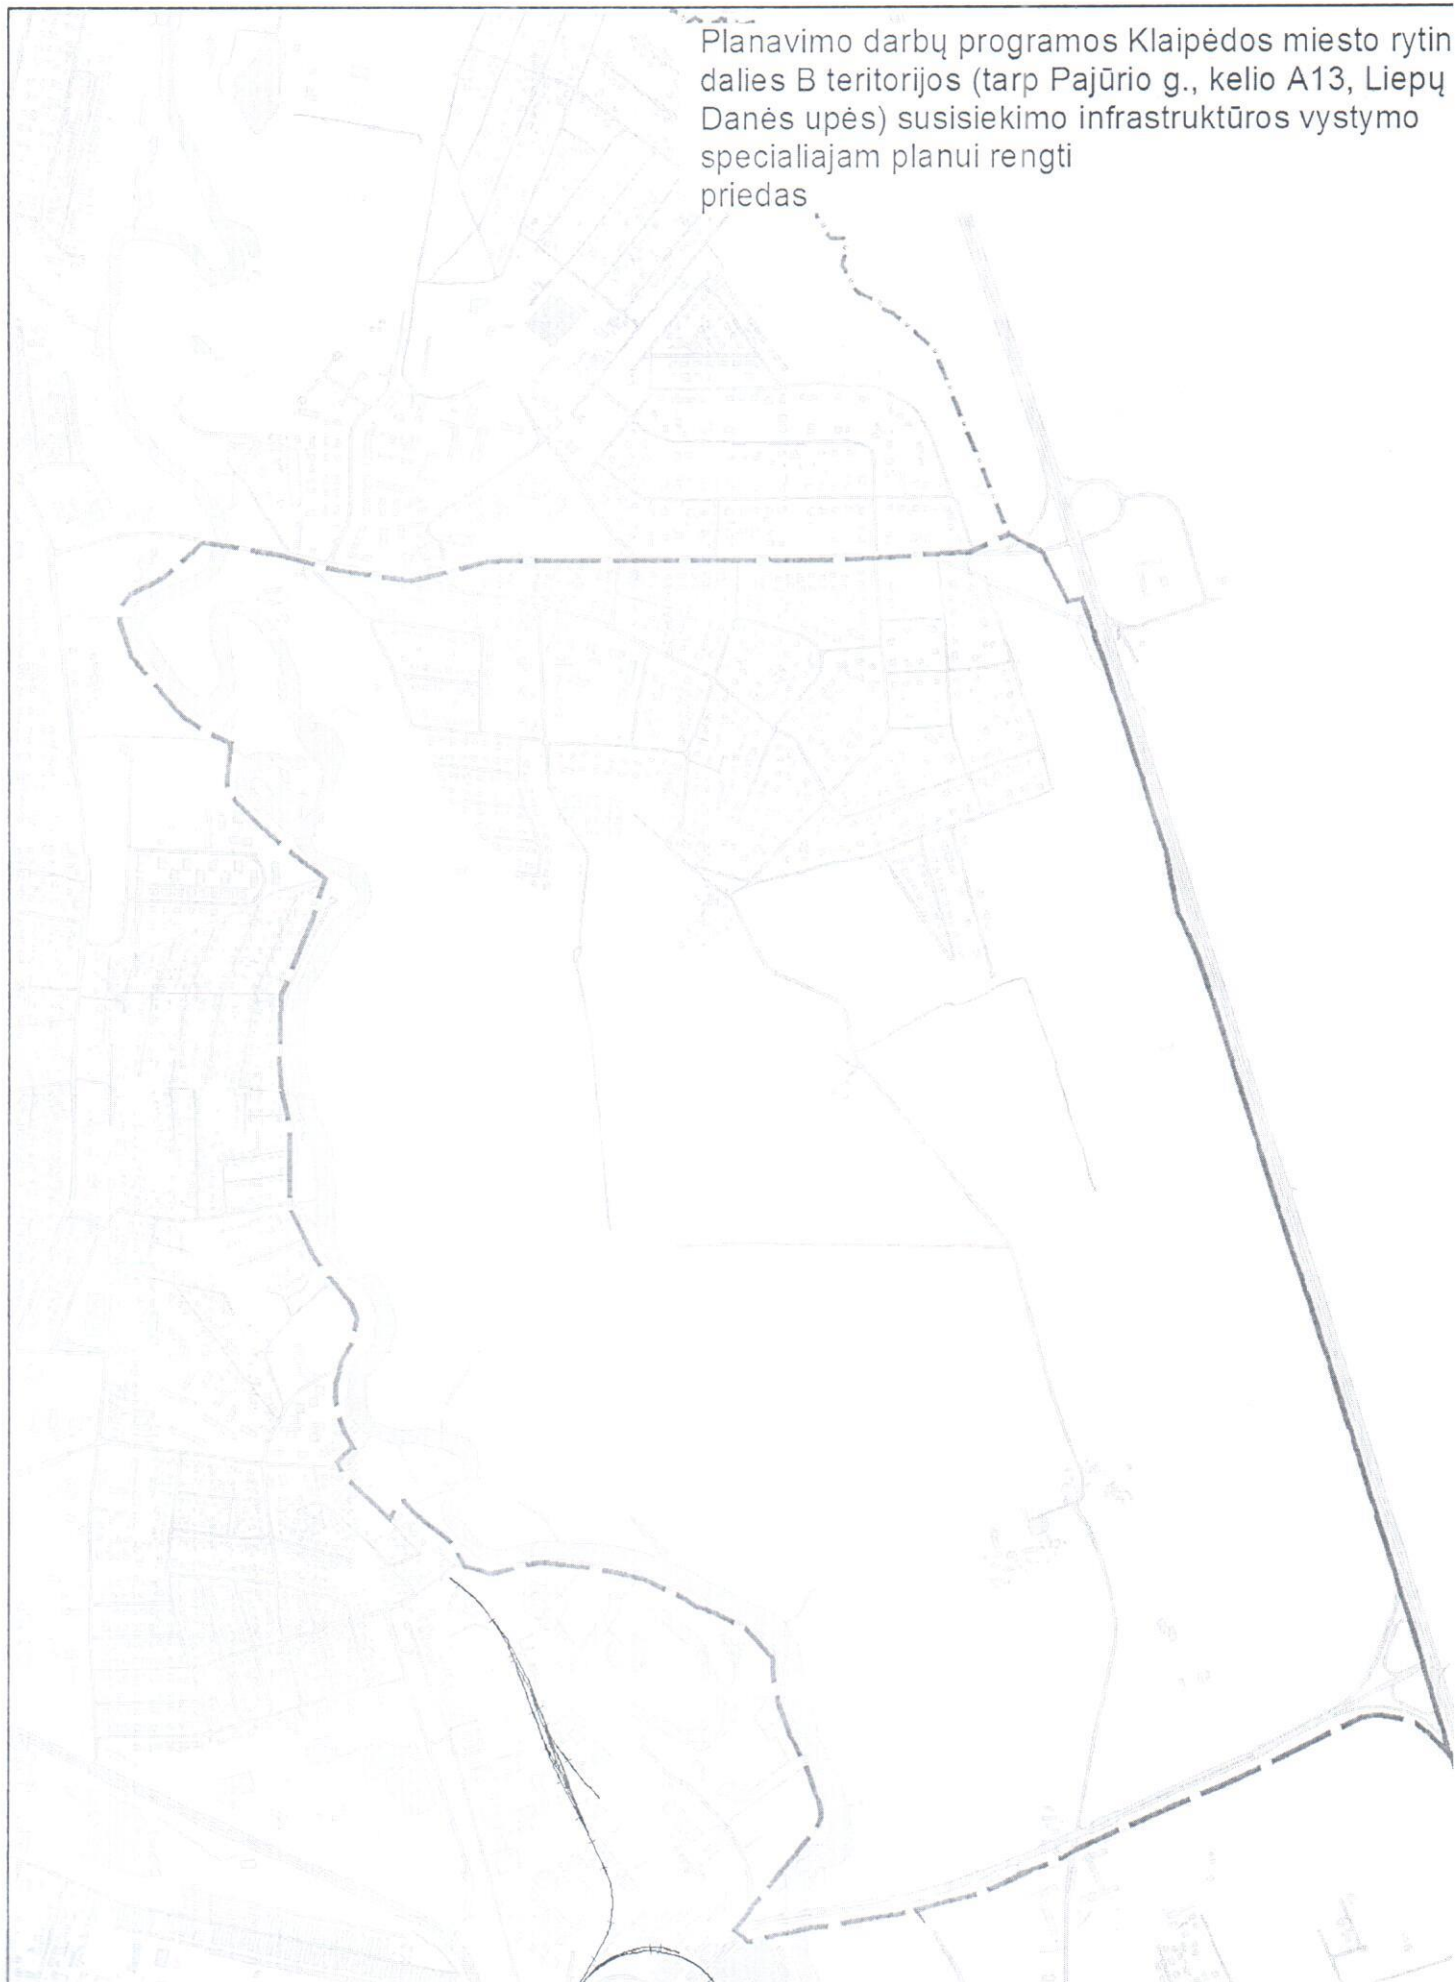 Planavimo darbų programos Klaipėdos miesto rytin
dalies B teritorijos (tarp Pajūrio g., kelio A13, Liepų
Danės upės) susisiekimo infrastruktūros vystymo
specialiajam planui rengti
priedas